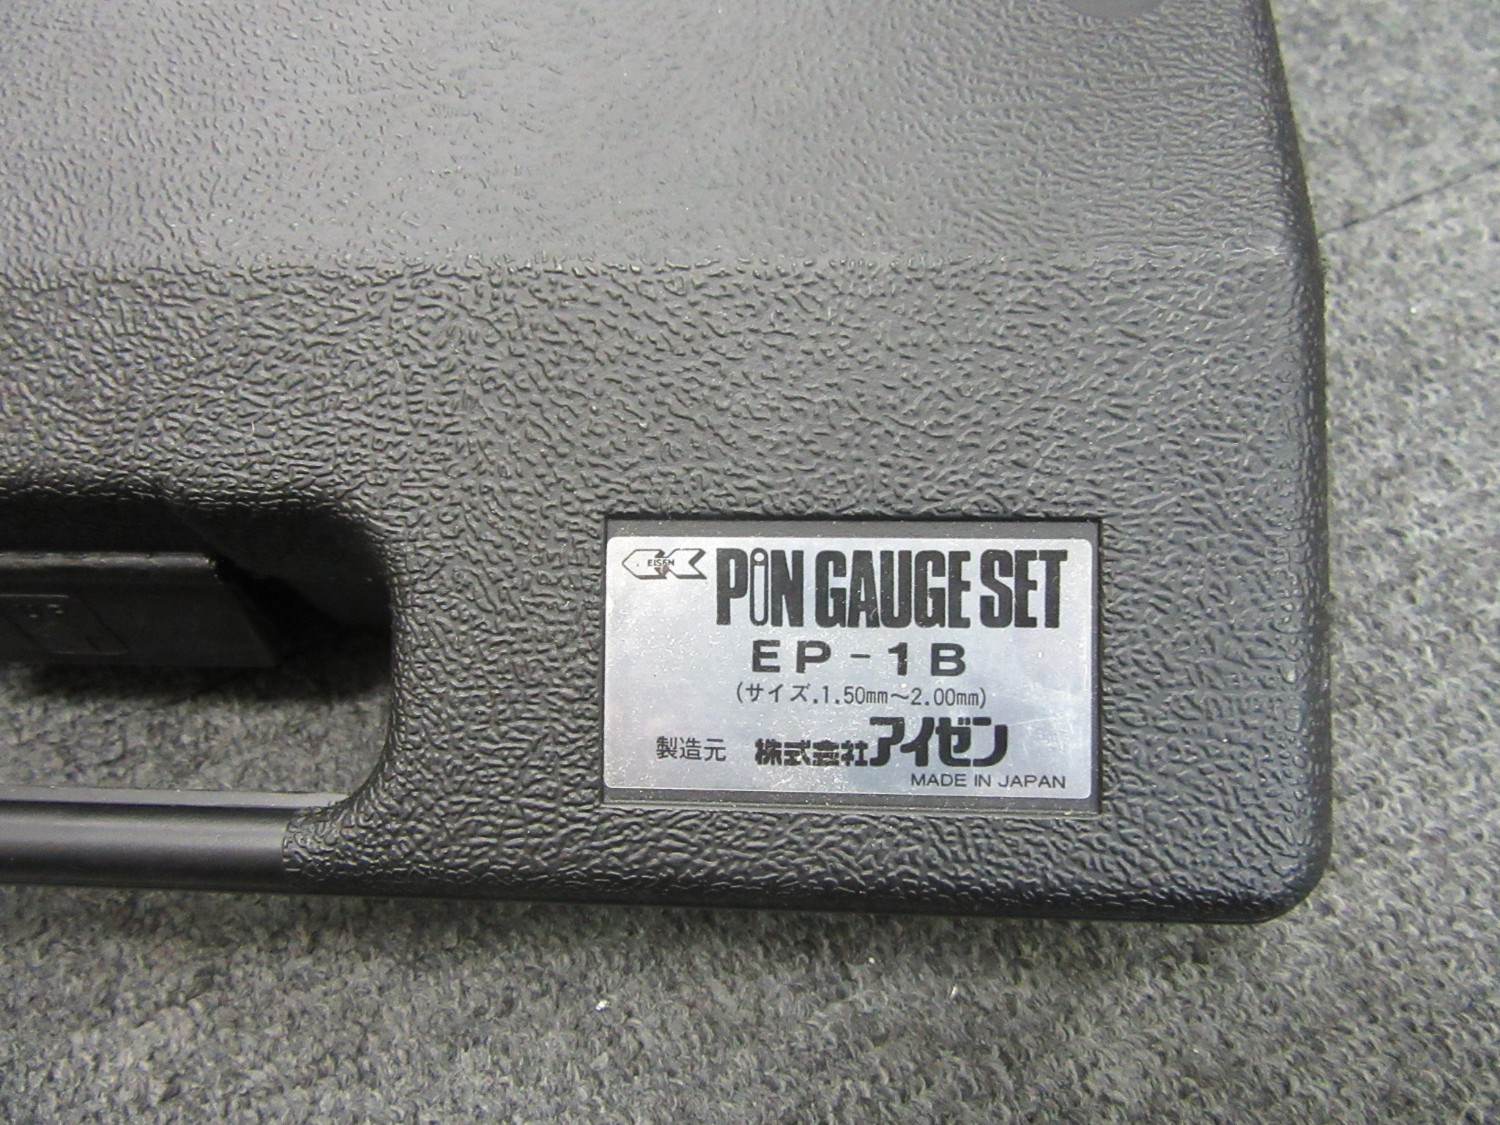 EISEN PiN GAUGE SET
EP-1B
(サイズ.1.50mm～2.00mm)
製造元 株式会社アイゼン
MADE IN JAPAN